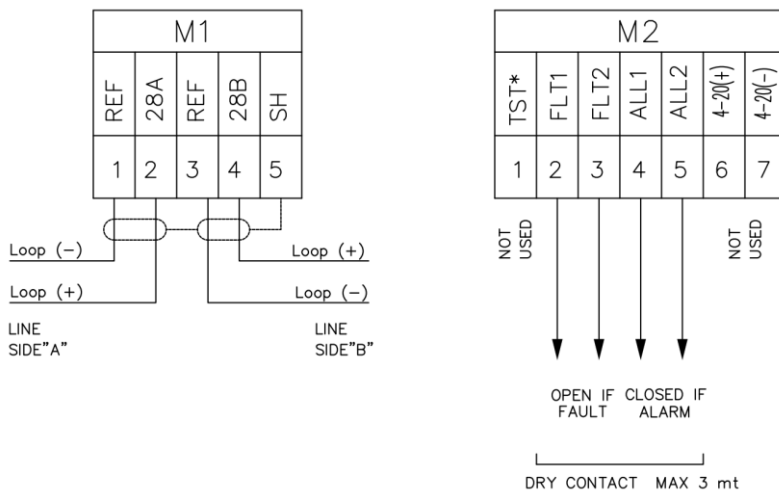 M1
REF 28A REF 28B SH
1 2 3 4 5
Loop (-)
Loop (+)
LINE
SIDE"A"
Loop (+)
Loop (-)
LINE
SIDE"B"
M2
TST* FLT1 FLT2 ALL1 ALL2 4-20(+) 4-20(-)
1 2 3 4 5 6 7
NOT
USED
NOT
USED
OPEN IF
FAULT
CLOSED IF
ALARM
DRY CONTACT MAX 3 mt